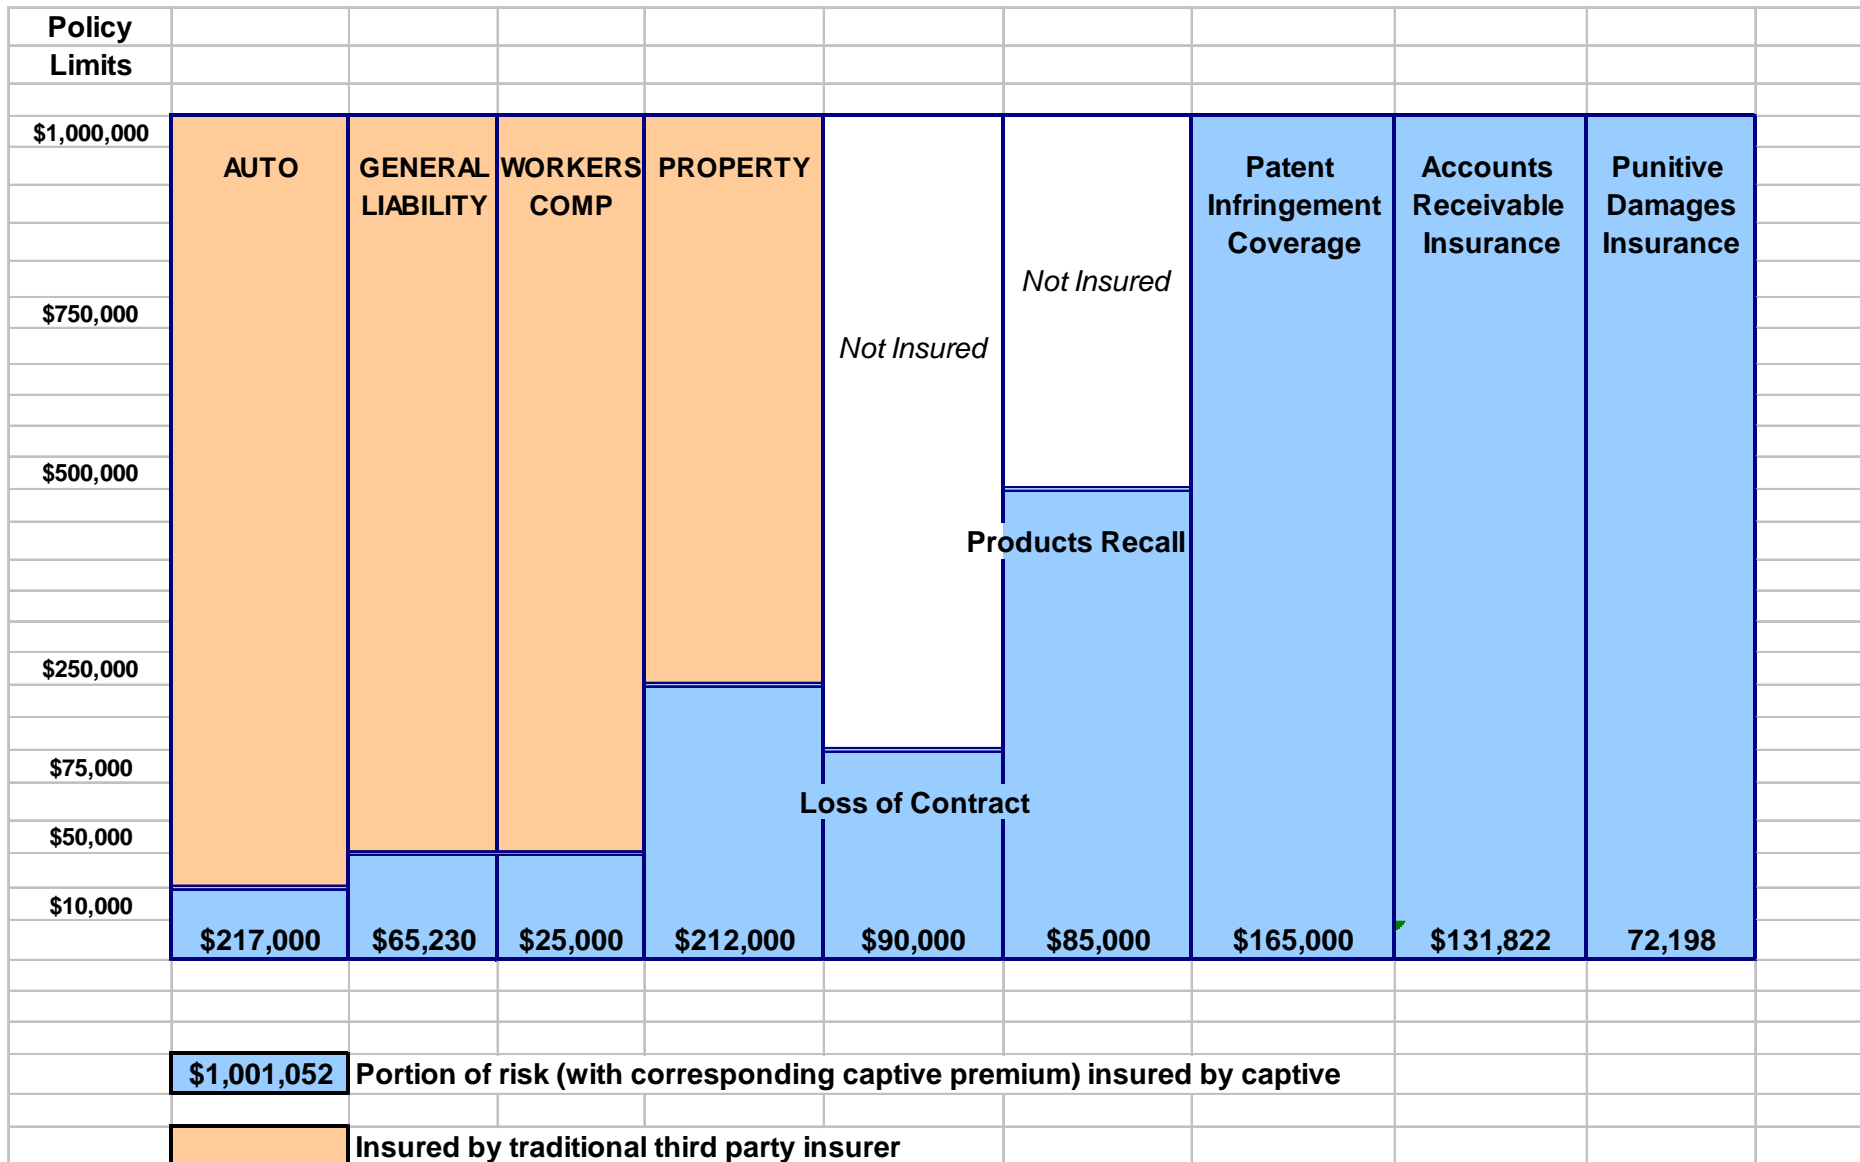 Policy
Limits
$1,000,000
AUTO
GENERAL
LIABILITY
WORKERS
COMP
PROPERTY
Patent
Infringement
Coverage
Accounts
Receivable
Insurance
Punitive
Damages
Insurance
Not Insured
$750,000
Not Insured
$500,000
Products Recall
$250,000
$75,000
Loss of Contract
$50,000
$10,000
$217,000 $65,230 $25,000 $212,000 $90,000 $85,000 $165,000 $131,822 72,198
$1,001,052 Portion of risk (with corresponding captive premium) insured by captive
Insured by traditional third party insurer